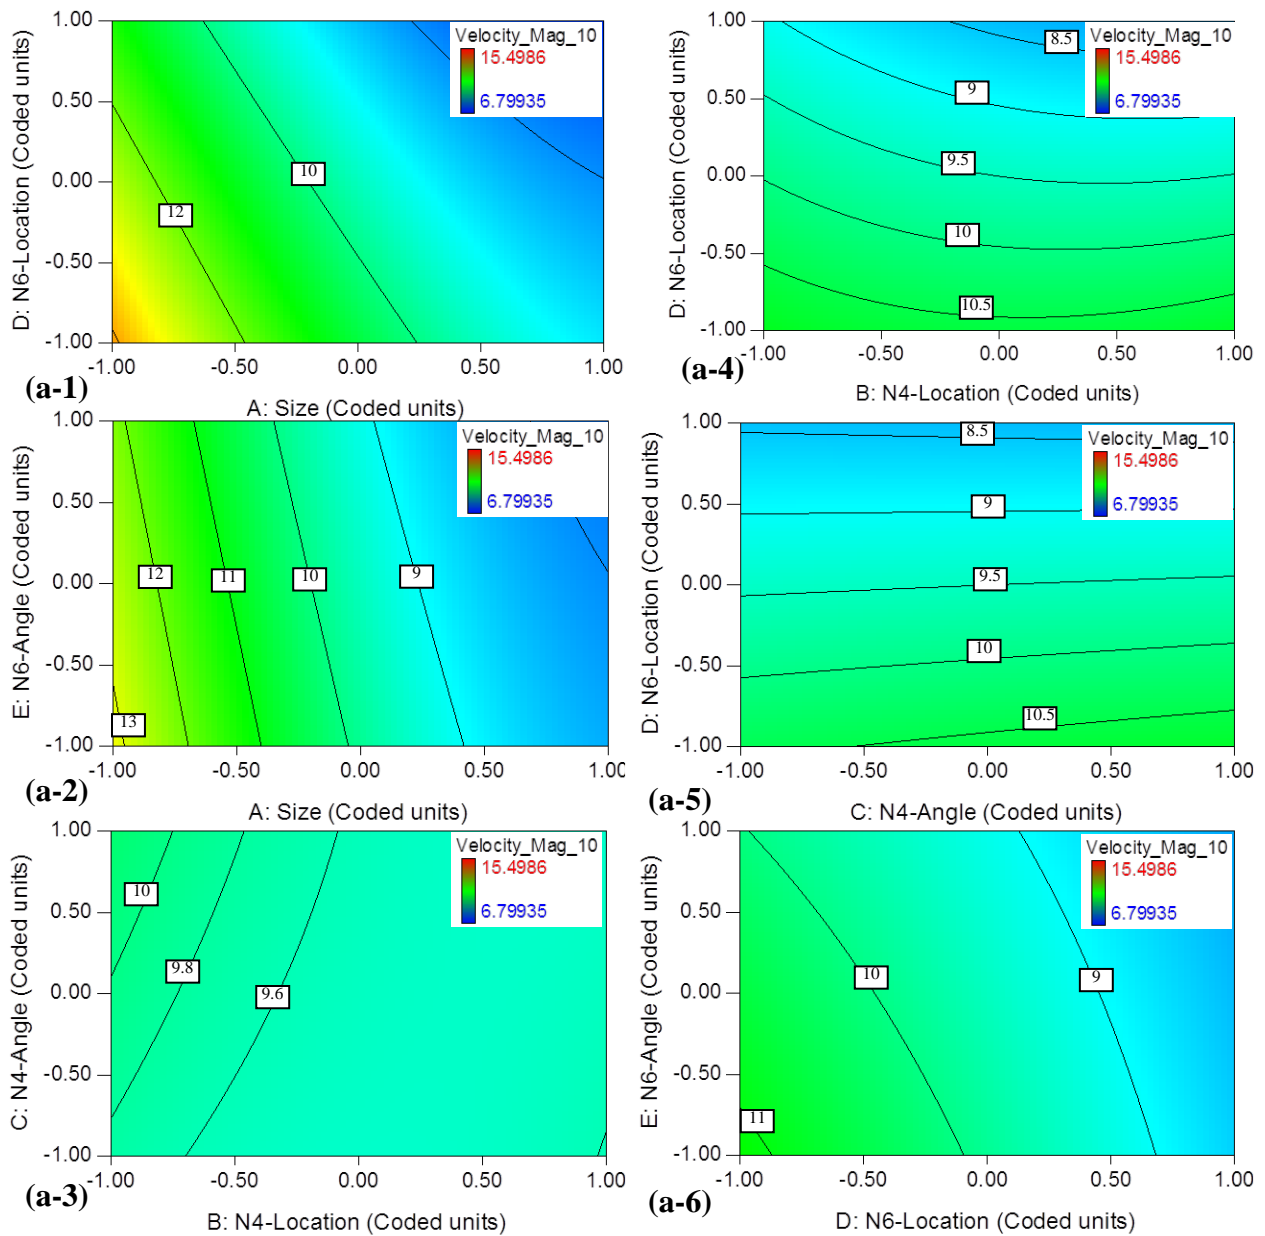 1.00
0.50
0.00
-0.50
-1.00
D: N6-Location (Coded units)
Velocity_Mag_10
15.4986
6.79935
10
12
-1.00 -0.50 0.00 0.50 1.00
A: Size (Coded units)
(a-1)
1.00
0.50
0.00
-0.50
-1.00
D: N6-Location (Coded units)
Velocity_Mag_10
15.4986
6.79935
8.5
9
9.5
10
10.5
-1.00 -0.50 0.00 0.50 1.00
B: N4-Location (Coded units)
(a-4)
1.00
0.50
0.00
-0.50
-1.00
E: N6-Angle (Coded units)
Velocity_Mag_10
15.4986
6.79935
12 11 10 9
13
-1.00 -0.50 0.00 0.50 1.00
A: Size (Coded units)
(a-2)
1.00
0.50
0.00
-0.50
-1.00
D: N6-Location (Coded units)
Velocity_Mag_10
15.4986
6.79935
8.5
9
9.5
10
10.5
-1.00 -0.50 0.00 0.50 1.00
C: N4-Angle (Coded units)
(a-5)
1.00
0.50
0.00
-0.50
-1.00
C: N4-Angle (Coded units)
Velocity_Mag_10
15.4986
6.79935
10
9.8
9.6
-1.00 -0.50 0.00 0.50 1.00
B: N4-Location (Coded units)
(a-3)
1.00
0.50
0.00
-0.50
-1.00
E: N6-Angle (Coded units)
Velocity_Mag_10
15.4986
6.79935
10 9
11
-1.00 -0.50 0.00 0.50 1.00
D: N6-Location (Coded units)
(a-6)